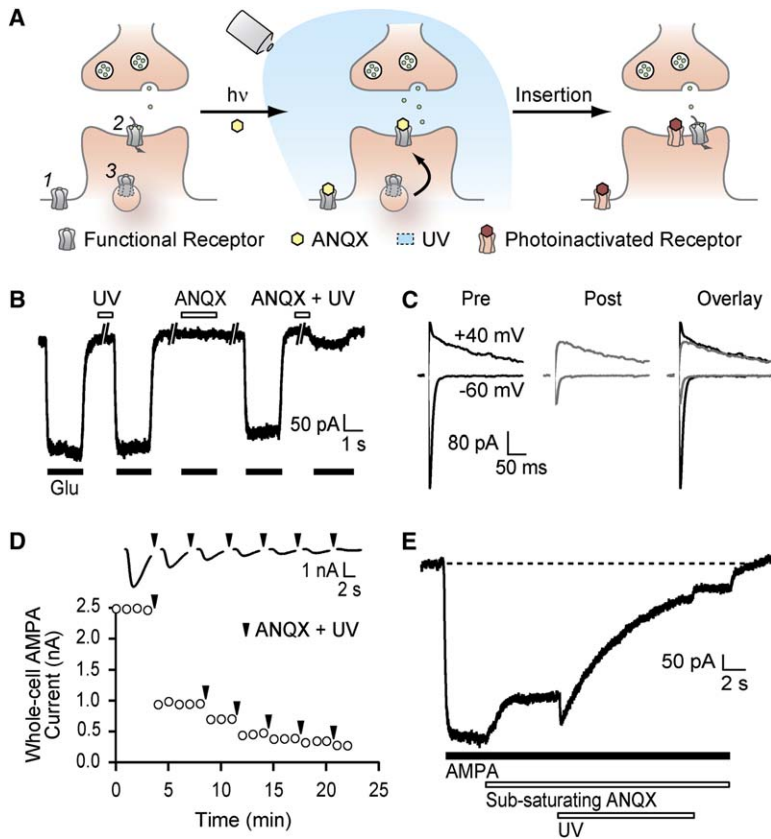 A
1
2
3
hν
Insertion
Functional Receptor
ANQX
UV
Photoinactivated Receptor
B
UV
ANQX
ANQX + UV
50 pA
1 s
Glu
C
Pre
Post
Overlay
+40 mV
-60 mV
80 pA
50 ms
D
1 nA
2 s
ANQX + UV
Whole-cell AMPA
Current (nA)
2.5
2.0
1.5
1.0
0.5
0.0
0
5
10
15
20
25
Time (min)
E
50 pA
2 s
AMPA
Sub-saturating ANQX
UV